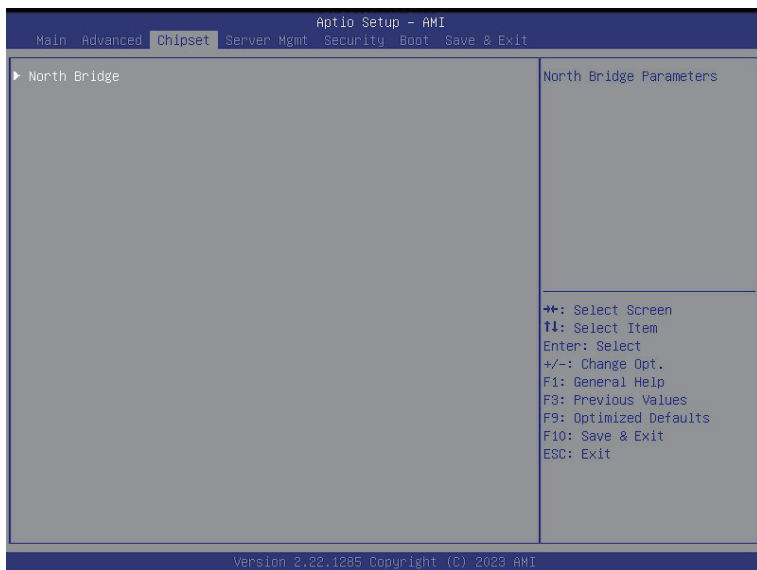 Aptio Setup - AMI
Main Advanced Chipset Server Mgmt Security Boot Save & Exit
▶ North Bridge
North Bridge Parameters
→←: Select Screen
↑↓: Select Item
Enter: Select
+/-: Change Opt.
F1: General Help
F3: Previous Values
F9: Optimized Defaults
F10: Save & Exit
ESC: Exit
Version 2.22.1285 Copyright (C) 2023 AMI